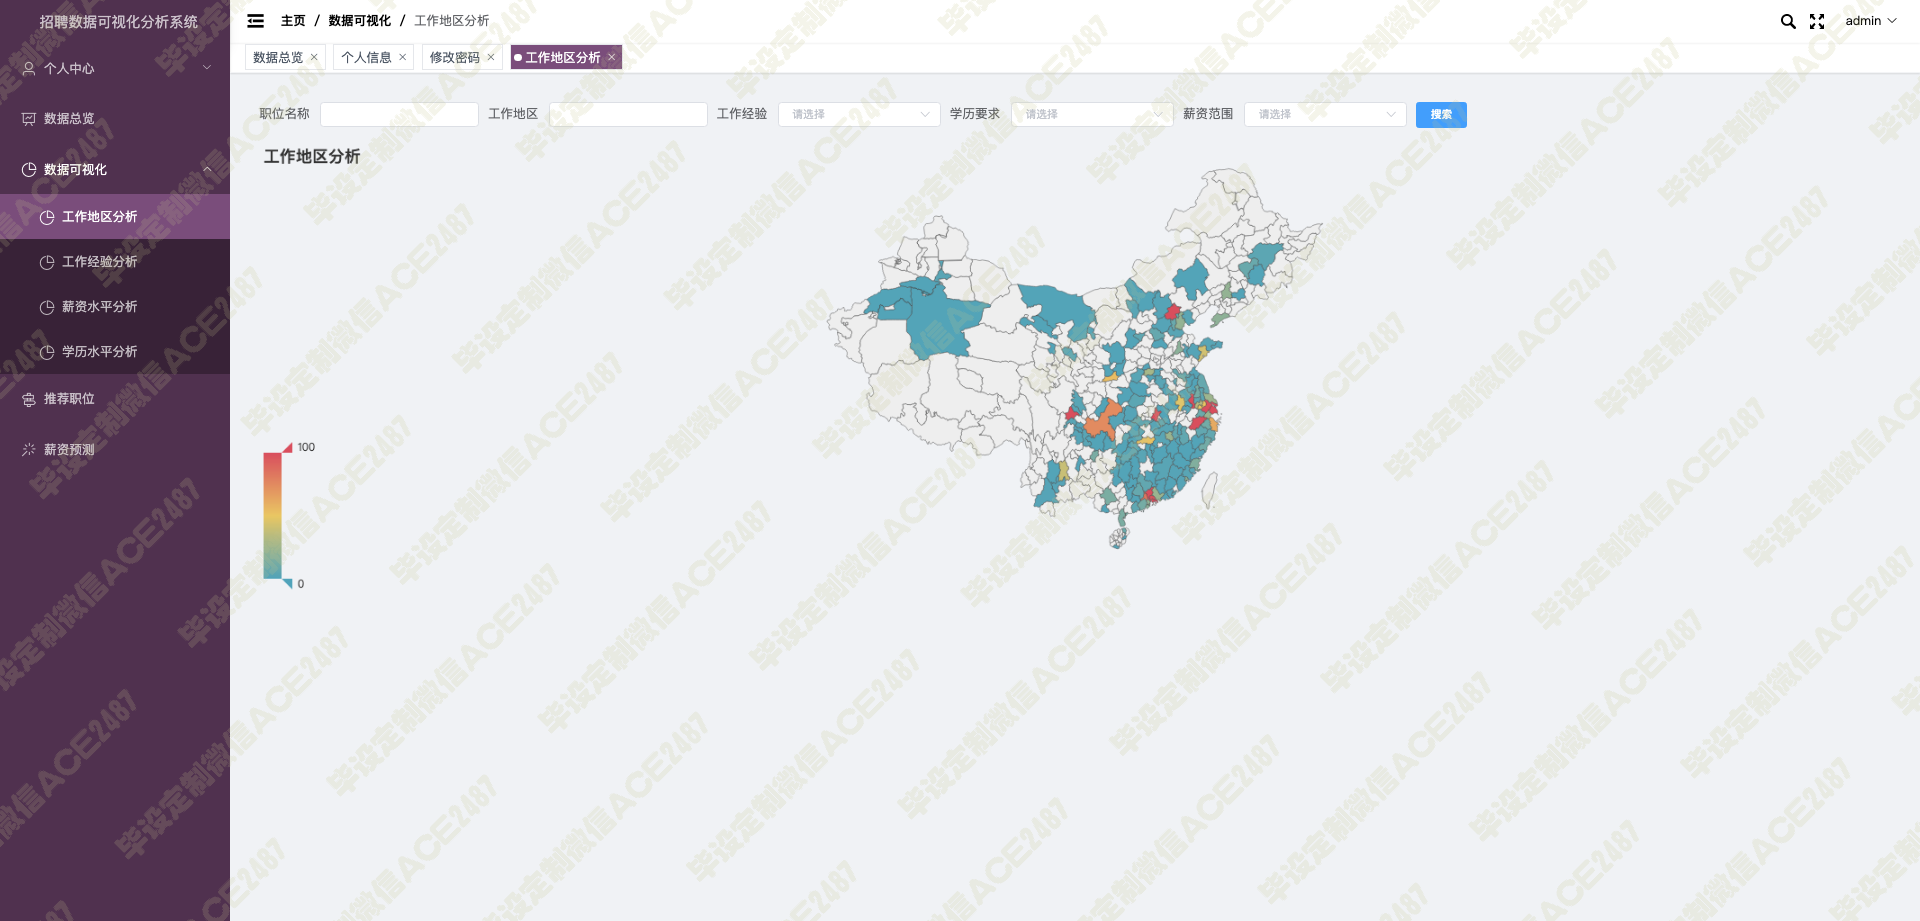 招聘数据可视化分析系统
个人中心
数据总览
数据可视化
工作地区分析
工作经验分析
薪资水平分析
学历水平分析
推荐职位
薪资预测
主页 / 数据可视化 / 工作地区分析
admin
数据总览 × 个人信息 × 修改密码 × 工作地区分析 ×
职位名称 工作地区 工作经验 请选择 学历要求 请选择 薪资范围 请选择 搜索
工作地区分析
100
0
毕设定制微信ACE2487